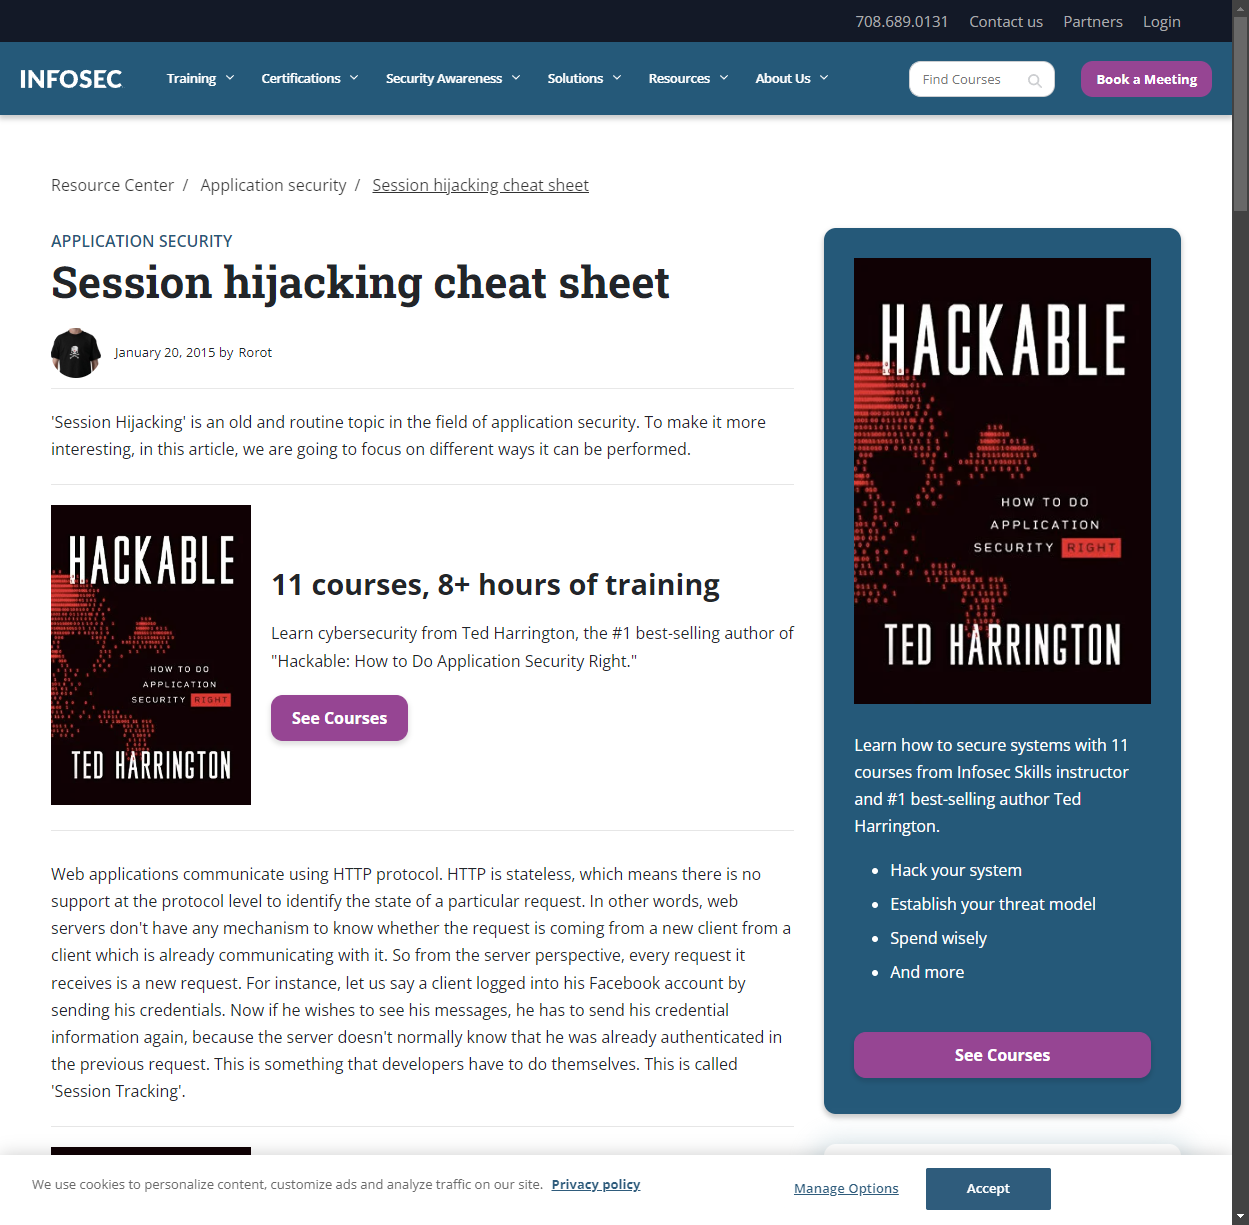 708.689.0131 Contact us Partners Login
INFOSEC Training Certifications Security Awareness Solutions Resources About Us Find Courses Book a Meeting
Resource Center / Application security / Session hijacking cheat sheet
APPLICATION SECURITY
Session hijacking cheat sheet
January 20, 2015 by Rorot
'Session Hijacking' is an old and routine topic in the field of application security. To make it more
interesting, in this article, we are going to focus on different ways it can be performed.
HACKABLE
HOW TO DO
APPLICATION
SECURITY RIGHT
TED HARRINGTON
11 courses, 8+ hours of training
Learn cybersecurity from Ted Harrington, the #1 best-selling author of
"Hackable: How to Do Application Security Right."
See Courses
Web applications communicate using HTTP protocol. HTTP is stateless, which means there is no
support at the protocol level to identify the state of a particular request. In other words, web
servers don't have any mechanism to know whether the request is coming from a new client from a
client which is already communicating with it. So from the server perspective, every request it
receives is a new request. For instance, let us say a client logged into his Facebook account by
sending his credentials. Now if he wishes to see his messages, he has to send his credential
information again, because the server doesn't normally know that he was already authenticated in
the previous request. This is something that developers have to do themselves. This is called
'Session Tracking'.
HACKABLE
HOW TO DO
APPLICATION
SECURITY RIGHT
TED HARRINGTON
Learn how to secure systems with 11
courses from Infosec Skills instructor
and #1 best-selling author Ted
Harrington.
• Hack your system
• Establish your threat model
• Spend wisely
• And more
See Courses
We use cookies to personalize content, customize ads and analyze traffic on our site. Privacy policy
Manage Options
Accept